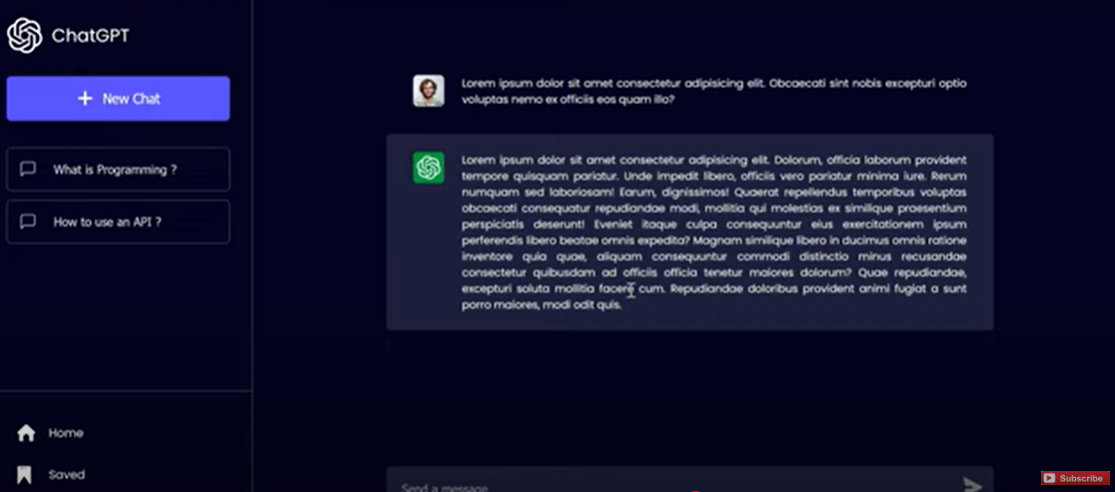 ChatGPT
+ New Chat
What is Programming ?
How to use an API ?
Home
Saved
Lorem ipsum dolor sit amet consectetur adipisicing elit. Obcaecati sint nobis excepturi optio
voluptas nemo ex officiis eos quam illo?
Lorem ipsum dolor sit amet consectetur adipisicing elit. Dolorum, officia laborum provident
tempore quisquam pariatur. Unde impedit libero, officiis vero pariatur minima iure. Rerum
numquam sed laboriosam! Earum, dignissimos! Quaerat repellendus temporibus voluptas
obcaecati consequatur repudiandae modi, mollitia qui molestias ex similique praesentium
perspiciatis deserunt! Eveniet itaque culpa consequuntur eius exercitationem ipsum
perferendis libero beatae omnis expedita? Magnam similique libero in ducimus omnis ratione
inventore quia quae, aliquam consequuntur commodi distinctio minus recusandae
consectetur quibusdam ad officiis officia tenetur maiores dolorum? Quae repudiandae,
excepturi soluta mollitia facere cum. Repudiandae doloribus provident animi fugiat a sunt
porro maiores, modi odit quis.
Send a message
Subscribe